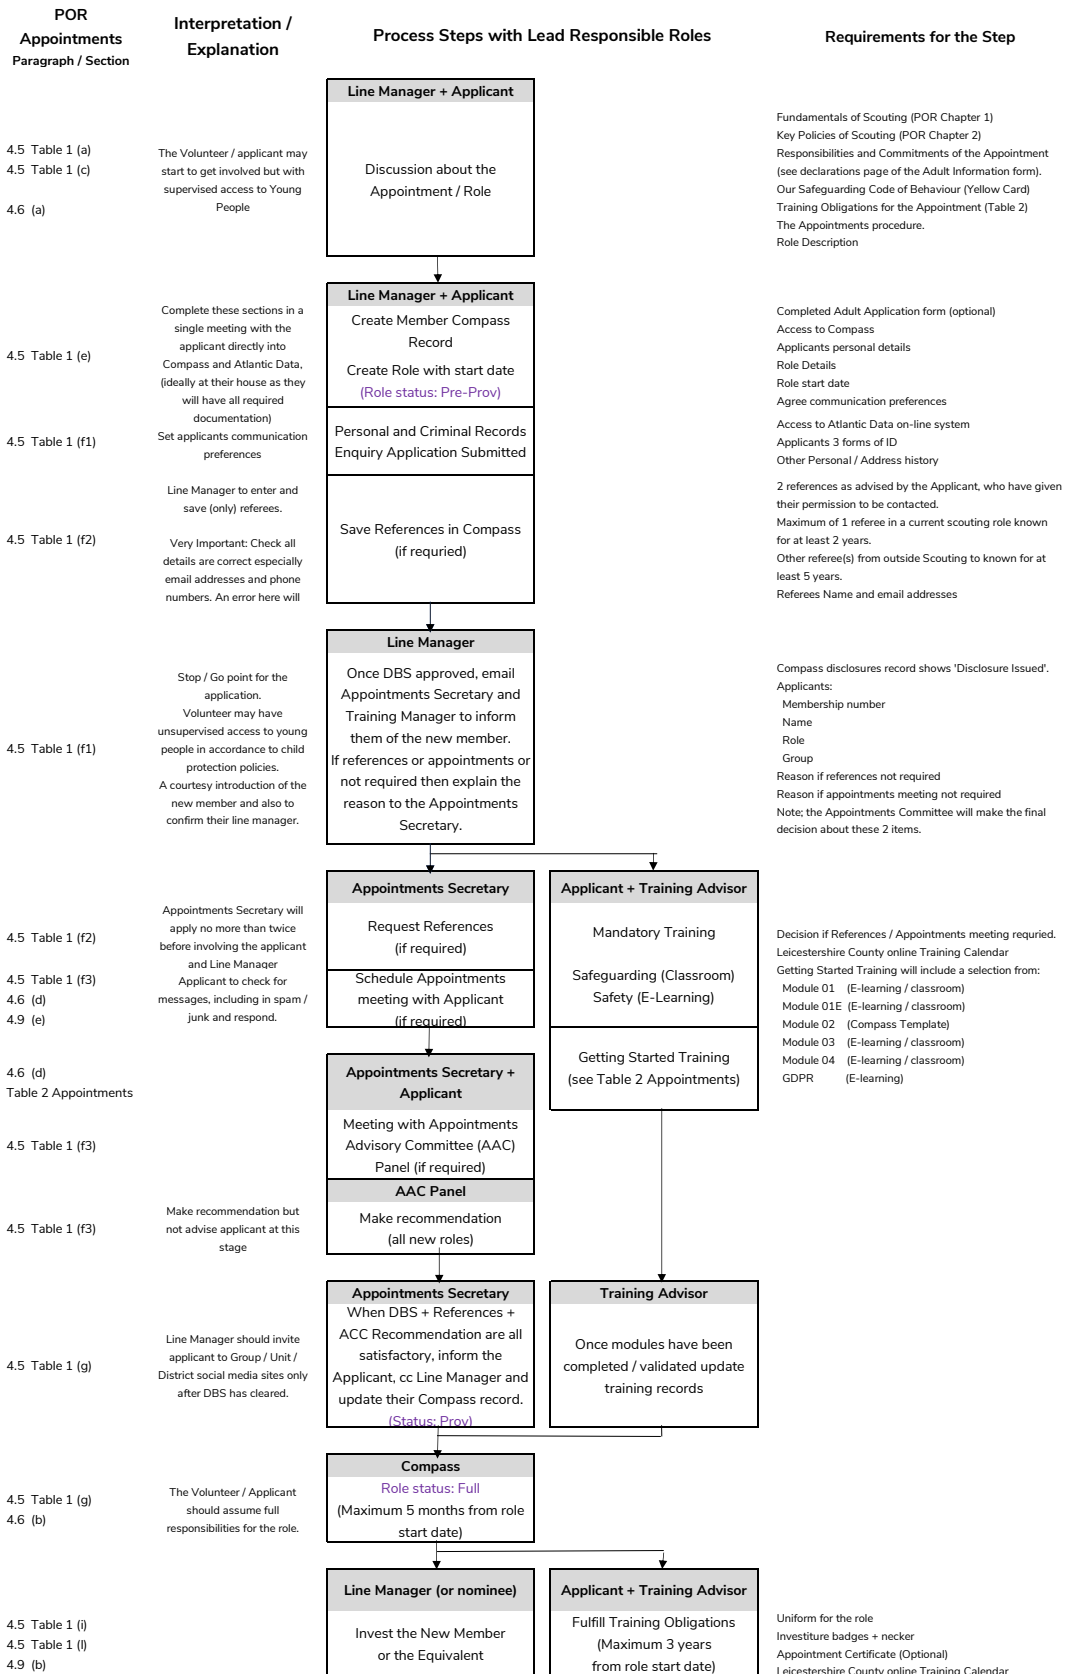 POR
Appointments
Paragraph / Section
Interpretation /
Explanation
Process Steps with Lead Responsible Roles
Requirements for the Step
4.5 Table 1 (a)
4.5 Table 1 (c)
4.6 (a)
The Volunteer / applicant may
start to get involved but with
supervised access to Young
People
Line Manager + Applicant
Discussion about the
Appointment / Role
Fundamentals of Scouting (POR Chapter 1)
Key Policies of Scouting (POR Chapter 2)
Responsibilities and Commitments of the Appointment
(see declarations page of the Adult Information form).
Our Safeguarding Code of Behaviour (Yellow Card)
Training Obligations for the Appointment (Table 2)
The Appointments procedure.
Role Description
4.5 Table 1 (e)
4.5 Table 1 (f1)
4.5 Table 1 (f2)
Complete these sections in a
single meeting with the
applicant directly into
Compass and Atlantic Data,
(ideally at their house as they
will have all required
documentation)
Set applicants communication
preferences
Line Manager to enter and
save (only) referees.
Very Important: Check all
details are correct especially
email addresses and phone
numbers. An error here will
Line Manager + Applicant
Create Member Compass
Record
Create Role with start date
(Role status: Pre-Prov)
Personal and Criminal Records
Enquiry Application Submitted
Save References in Compass
(if requried)
Completed Adult Application form (optional)
Access to Compass
Applicants personal details
Role Details
Role start date
Agree communication preferences
Access to Atlantic Data on-line system
Applicants 3 forms of ID
Other Personal / Address history
2 references as advised by the Applicant, who have given
their permission to be contacted.
Maximum of 1 referee in a current scouting role known
for at least 2 years.
Other referee(s) from outside Scouting to known for at
least 5 years.
Referees Name and email addresses
4.5 Table 1 (f1)
Stop / Go point for the
application.
Volunteer may have
unsupervised access to young
people in accordance to child
protection policies.
A courtesy introduction of the
new member and also to
confirm their line manager.
Line Manager
Once DBS approved, email
Appointments Secretary and
Training Manager to inform
them of the new member.
If references or appointments or
not required then explain the
reason to the Appointments
Secretary.
Compass disclosures record shows 'Disclosure Issued'.
Applicants:
Membership number
Name
Role
Group
Reason if references not required
Reason if appointments meeting not required
Note; the Appointments Committee will make the final
decision about these 2 items.
4.5 Table 1 (f2)
4.5 Table 1 (f3)
4.6 (d)
4.9 (e)
Appointments Secretary will
apply no more than twice
before involving the applicant
and Line Manager
Applicant to check for
messages, including in spam /
junk and respond.
Appointments Secretary
Request References
(if required)
Schedule Appointments
meeting with Applicant
(if required)
Applicant + Training Advisor
Mandatory Training
Safeguarding (Classroom)
Safety (E-Learning)
Getting Started Training
(see Table 2 Appointments)
Decision if References / Appointments meeting requried.
Leicestershire County online Training Calendar
Getting Started Training will include a selection from:
Module 01 (E-learning / classroom)
Module 01E (E-learning / classroom)
Module 02 (Compass Template)
Module 03 (E-learning / classroom)
Module 04 (E-learning / classroom)
GDPR (E-learning)
4.6 (d)
Table 2 Appointments
4.5 Table 1 (f3)
Appointments Secretary +
Applicant
Meeting with Appointments
Advisory Committee (AAC)
Panel (if required)
4.5 Table 1 (f3)
Make recommendation but
not advise applicant at this
stage
AAC Panel
Make recommendation
(all new roles)
4.5 Table 1 (g)
Line Manager should invite
applicant to Group / Unit /
District social media sites only
after DBS has cleared.
Appointments Secretary
When DBS + References +
ACC Recommendation are all
satisfactory, inform the
Applicant, cc Line Manager and
update their Compass record.
(Status: Prov)
Training Advisor
Once modules have been
completed / validated update
training records
4.5 Table 1 (g)
4.6 (b)
The Volunteer / Applicant
should assume full
responsibilities for the role.
Compass
Role status: Full
(Maximum 5 months from role
start date)
4.5 Table 1 (i)
4.5 Table 1 (l)
4.9 (b)
Line Manager (or nominee)
Invest the New Member
or the Equivalent
Applicant + Training Advisor
Fulfill Training Obligations
(Maximum 3 years
from role start date)
Uniform for the role
Investiture badges + necker
Appointment Certificate (Optional)
Leicestershire County online Training Calendar